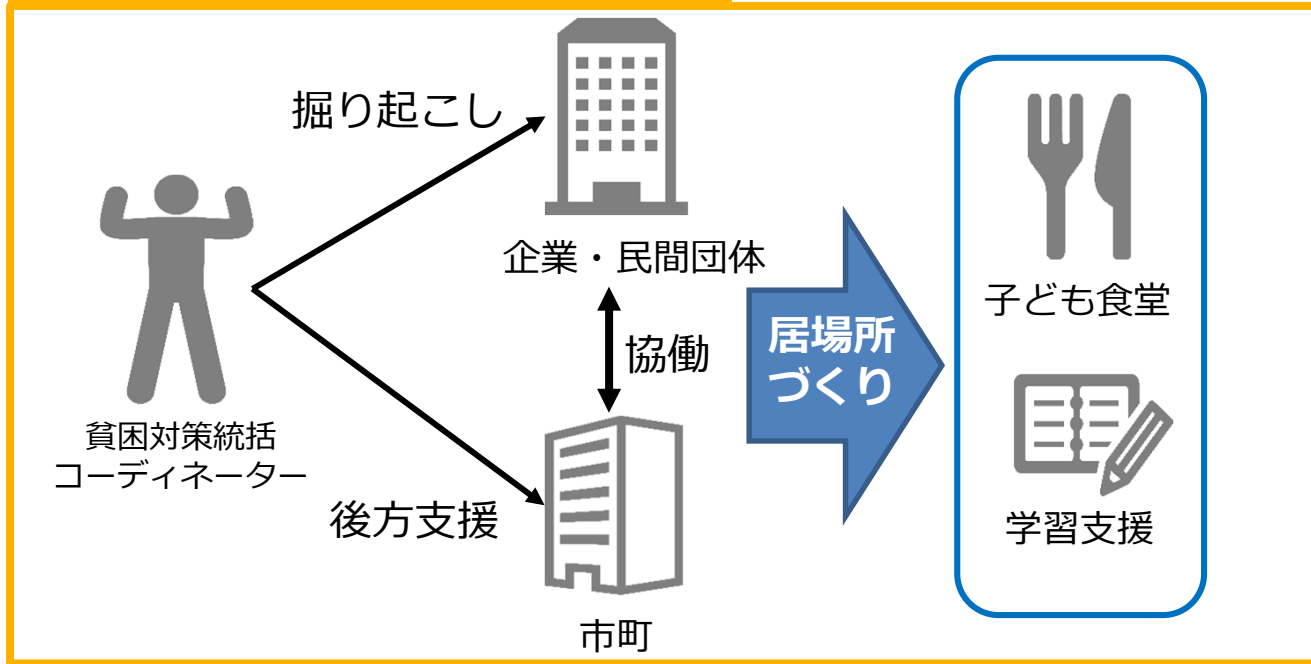 掘り起こし
企業・民間団体
貧困対策統括
コーディネーター
協働
後方支援
市町
居場所
づくり
子ども食堂
学習支援